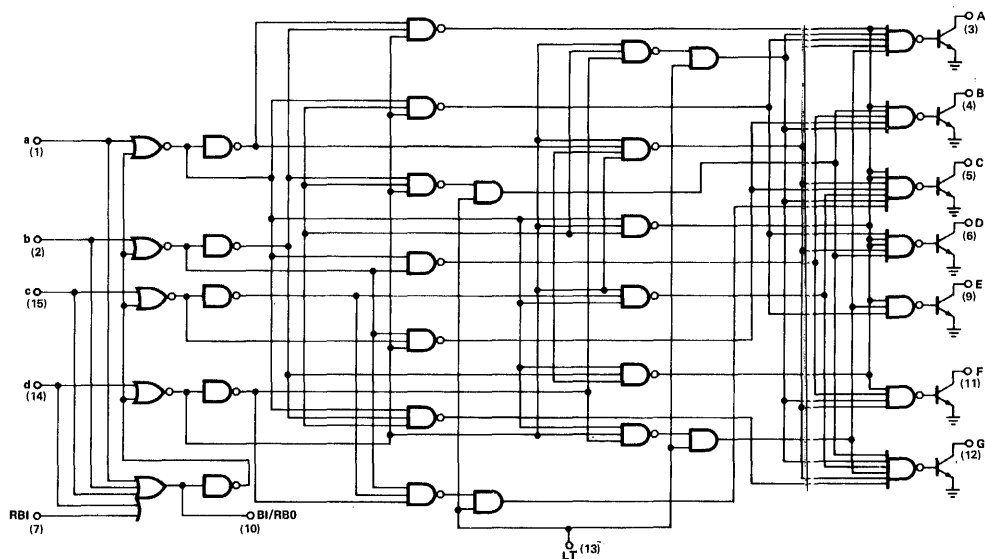 A
(3)
B
(4)
a
(1)
C
(5)
D
(6)
b
(2)
c
(15)
E
(9)
d
(14)
F
(11)
G
(12)
RBI
(7)
BI/RBO
(10)
(13)
LT